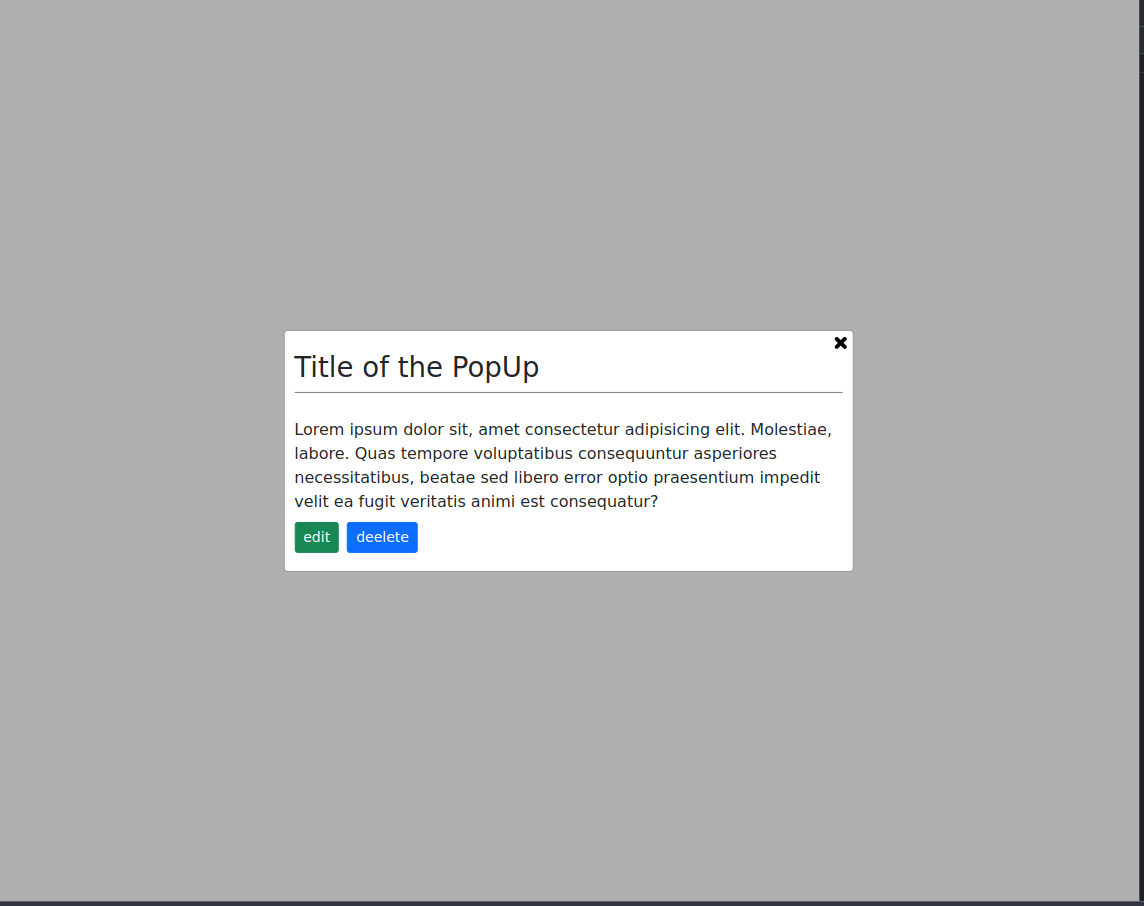 Title of the PopUp
Lorem ipsum dolor sit, amet consectetur adipisicing elit. Molestiae,
labore. Quas tempore voluptatibus consequuntur asperiores
necessitatibus, beatae sed libero error optio praesentium impedit
velit ea fugit veritatis animi est consequatur?
edit deelete